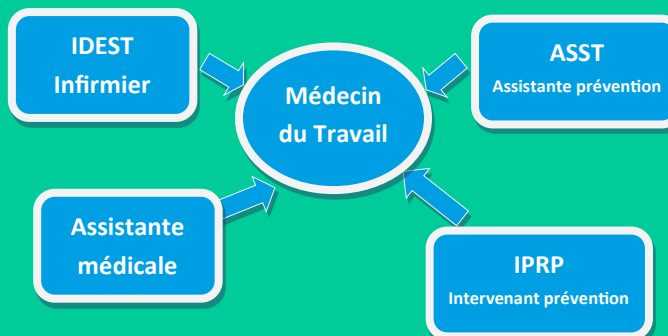 IDEST
Infirmier
Médecin
du Travail
ASST
Assistante prévention
Assistante
médicale
IPRP
Intervenant prévention